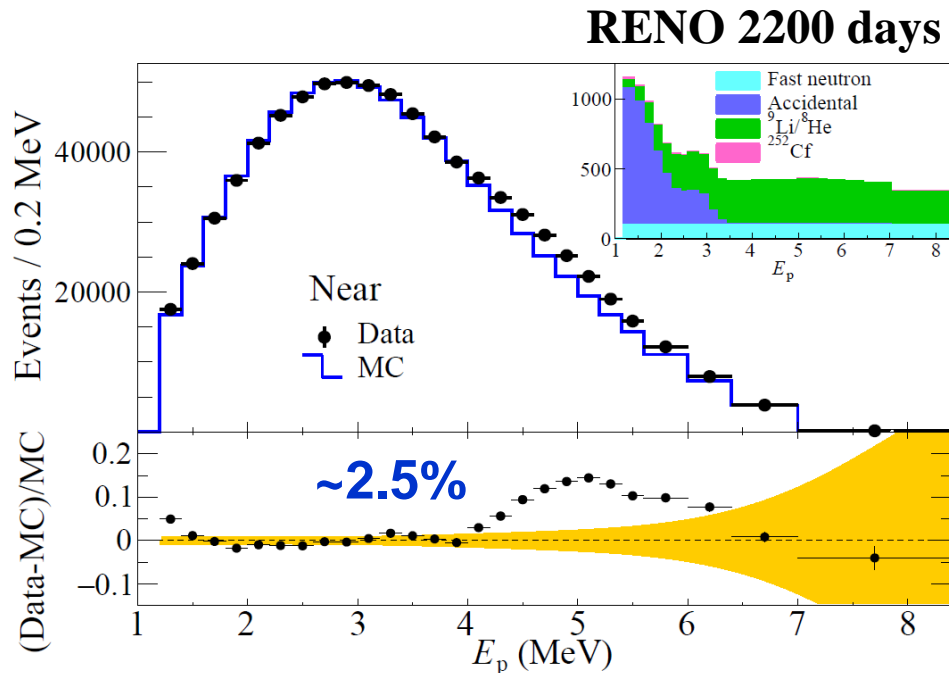 RENO 2200 days
Events / 0.2 MeV
40000
20000
Near
Data
MC
1000
500
0
Fast neutron
Accidental
⁹Li/⁸He
²⁵²Cf
1 2 3 4 5 6 7 8
Eₚ
(Data-MC)/MC
0.2
0.1
0
−0.1
~2.5%
1 2 3 4 5 6 7 8
Eₚ (MeV)